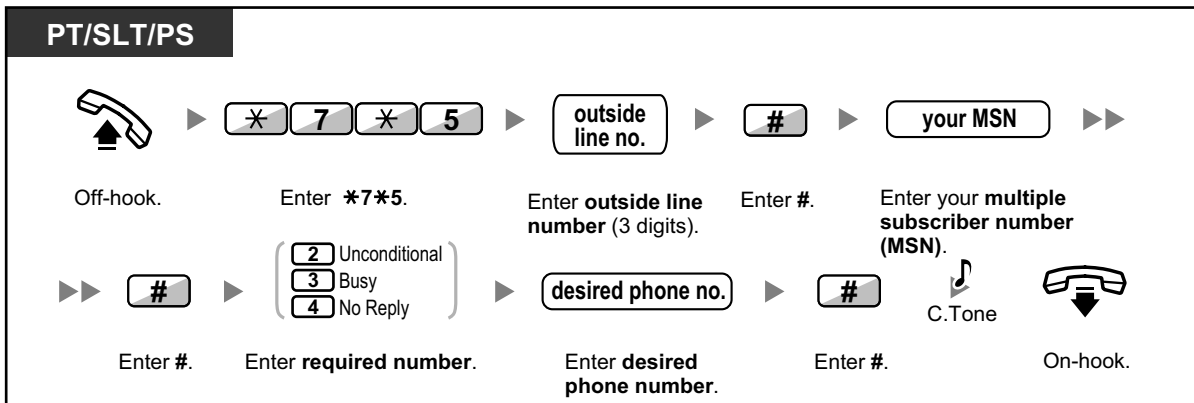 PT/SLT/PS
* 7 * 5
outside
line no.
#
your MSN
Off-hook.
Enter *7*5.
Enter outside line
number (3 digits).
Enter #.
Enter your multiple
subscriber number
(MSN).
#
2 Unconditional
3 Busy
4 No Reply
desired phone no.
#
C.Tone
Enter #.
Enter required number.
Enter desired
phone number.
Enter #.
On-hook.